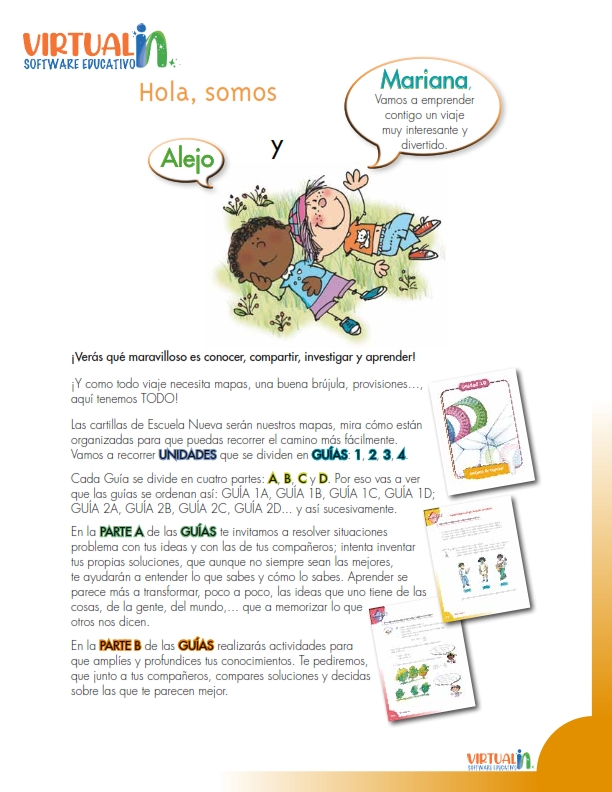 VIRTUAL in
SOFTWARE EDUCATIVO
Hola, somos
Mariana,
Vamos a emprender
contigo un viaje
muy interesante y
divertido.
y
Alejo
¡Verás qué maravilloso es conocer, compartir, investigar y aprender!
¡Y como todo viaje necesita mapas, una buena brújula, provisiones...,
aquí tenemos TODO!
Las cartillas de Escuela Nueva serán nuestros mapas, mira cómo están
organizadas para que puedas recorrer el camino más fácilmente.
Vamos a recorrer UNIDADES que se dividen en GUÍAS: 1, 2, 3, 4.
Cada Guía se divide en cuatro partes: A, B, C y D. Por eso vas a ver
que las guías se ordenan así: GUÍA 1A, GUÍA 1B, GUÍA 1C, GUÍA 1D;
GUÍA 2A, GUÍA 2B, GUÍA 2C, GUÍA 2D... y así sucesivamente.
En la PARTE A de las GUÍAS te invitamos a resolver situaciones
problema con tus ideas y con las de tus compañeros; intenta inventar
tus propias soluciones, que aunque no siempre sean las mejores,
te ayudarán a entender lo que sabes y cómo lo sabes. Aprender se
parece más a transformar, poco a poco, las ideas que uno tiene de las
cosas, de la gente, del mundo,... que a memorizar lo que
otros nos dicen.
En la PARTE B de las GUÍAS realizarás actividades para
que amplíes y profundices tus conocimientos. Te pediremos,
que junto a tus compañeros, compares soluciones y decidas
sobre las que te parecen mejor.
VIRTUAL in
SOFTWARE EDUCATIVO